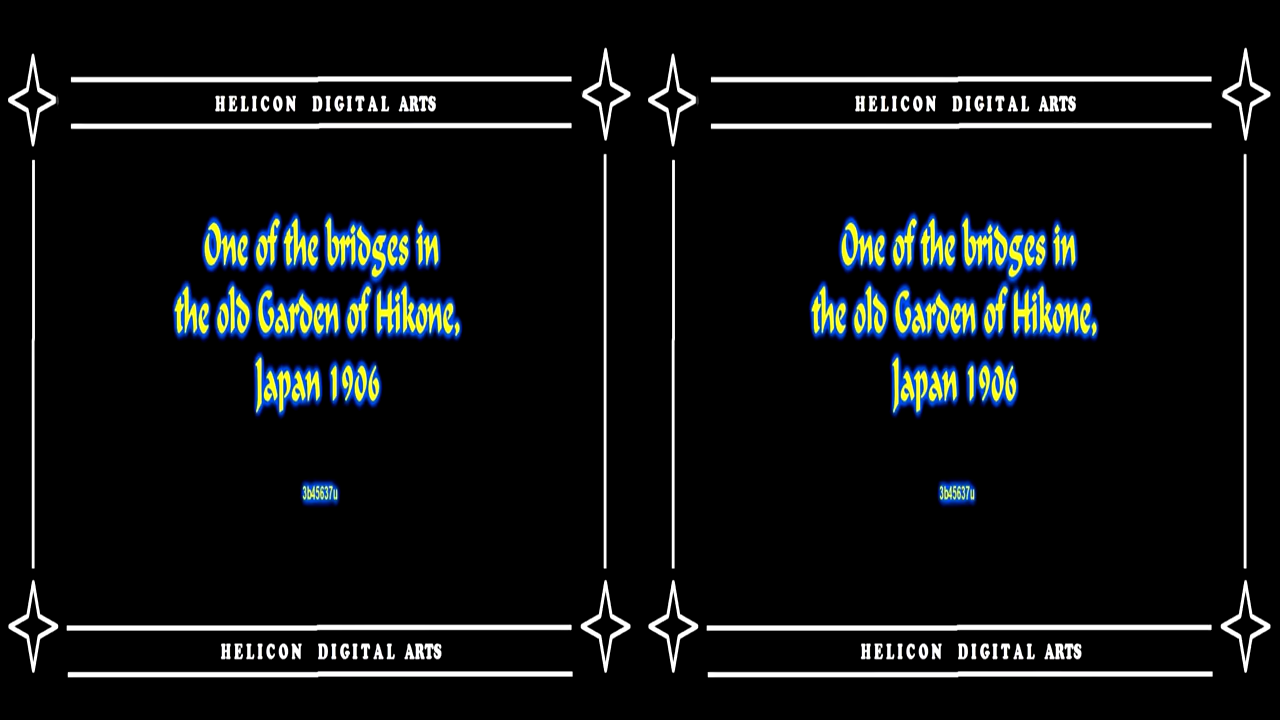 HELICON DIGITAL ARTS
One of the bridges in
the old Garden of Hikone,
Japan 1906
3b45637u
HELICON DIGITAL ARTS
HELICON DIGITAL ARTS
One of the bridges in
the old Garden of Hikone,
Japan 1906
3b45637u
HELICON DIGITAL ARTS